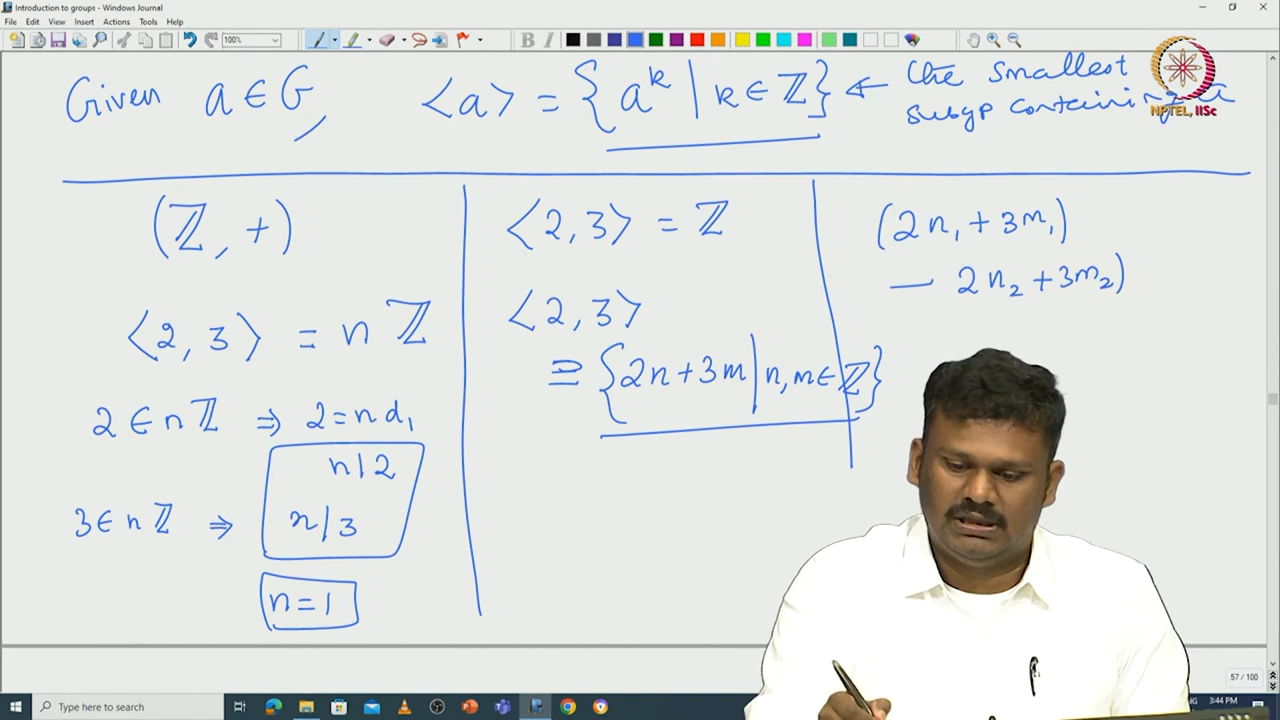 Introduction to groups - Windows Journal
File Edit View Insert Actions Tools Help
100%
B I
Given a ∈ G, <a> = { a^k | k ∈ ℤ } ← the smallest
subgp containing a
NPTEL, IISc
(ℤ, +)
<2, 3> = nℤ
2 ∈ nℤ ⇒ 2 = nd₁
n | 2
3 ∈ nℤ ⇒ n | 3
n = 1
<2, 3> = ℤ
<2, 3>
⊇ { 2n + 3m | n, m ∈ ℤ }
(2n₁ + 3m₁)
— 2n₂ + 3m₂)
57 / 100
Type here to search
3:44 PM